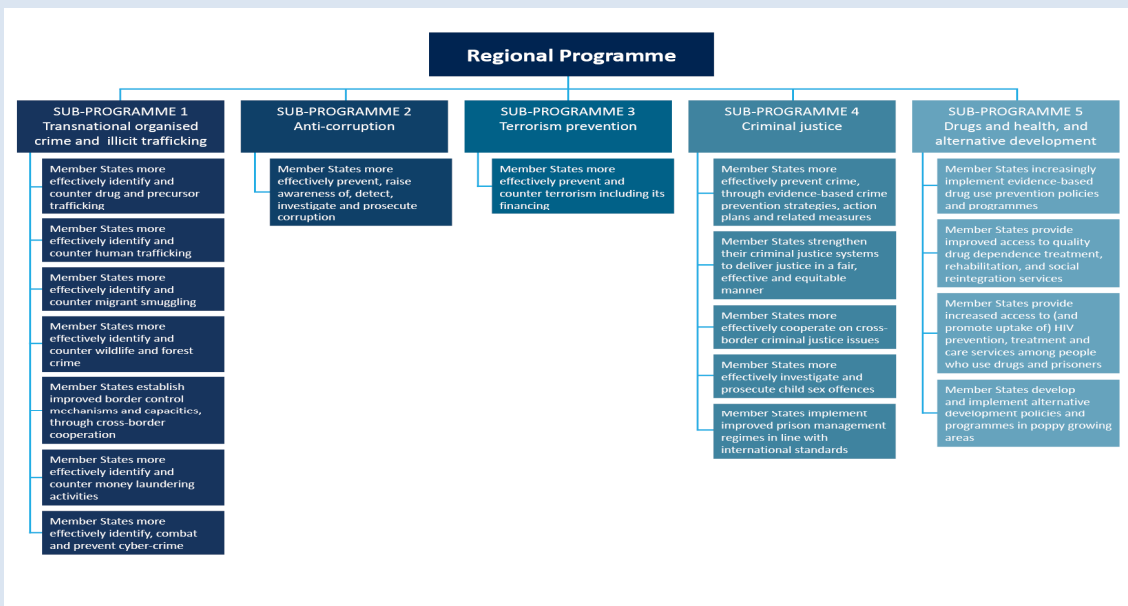 Regional Programme
SUB-PROGRAMME 1
Transnational organised
crime and illicit trafficking
Member States more
effectively identify and
counter drug and precursor
trafficking
Member States more
effectively identify and
counter human trafficking
Member States more
effectively identify and
counter migrant smuggling
Member States more
effectively identify and
counter wildlife and forest
crime
Member States establish
improved border control
mechanisms and capacities,
through cross-border
cooperation
Member States more
effectively identify and
counter money laundering
activities
Member States more
effectively identify, combat
and prevent cyber-crime
SUB-PROGRAMME 2
Anti-corruption
Member States more
effectively prevent, raise
awareness of, detect,
investigate and prosecute
corruption
SUB-PROGRAMME 3
Terrorism prevention
Member States more
effectively prevent and
counter terrorism including its
financing
SUB-PROGRAMME 4
Criminal justice
Member States more
effectively prevent crime,
through evidence-based crime
prevention strategies, action
plans and related measures
Member States strengthen
their criminal justice systems
to deliver justice in a fair,
effective and equitable
manner
Member States more
effectively cooperate on cross-
border criminal justice issues
Member States more
effectively investigate and
prosecute child sex offences
Member States implement
improved prison management
regimes in line with
international standards
SUB-PROGRAMME 5
Drugs and health, and
alternative development
Member States increasingly
implement evidence-based
drug use prevention policies
and programmes
Member States provide
improved access to quality
drug dependence treatment,
rehabilitation, and social
reintegration services
Member States provide
increased access to (and
promote uptake of) HIV
prevention, treatment and
care services among people
who use drugs and prisoners
Member States develop
and implement alternative
development policies and
programmes in poppy growing
areas